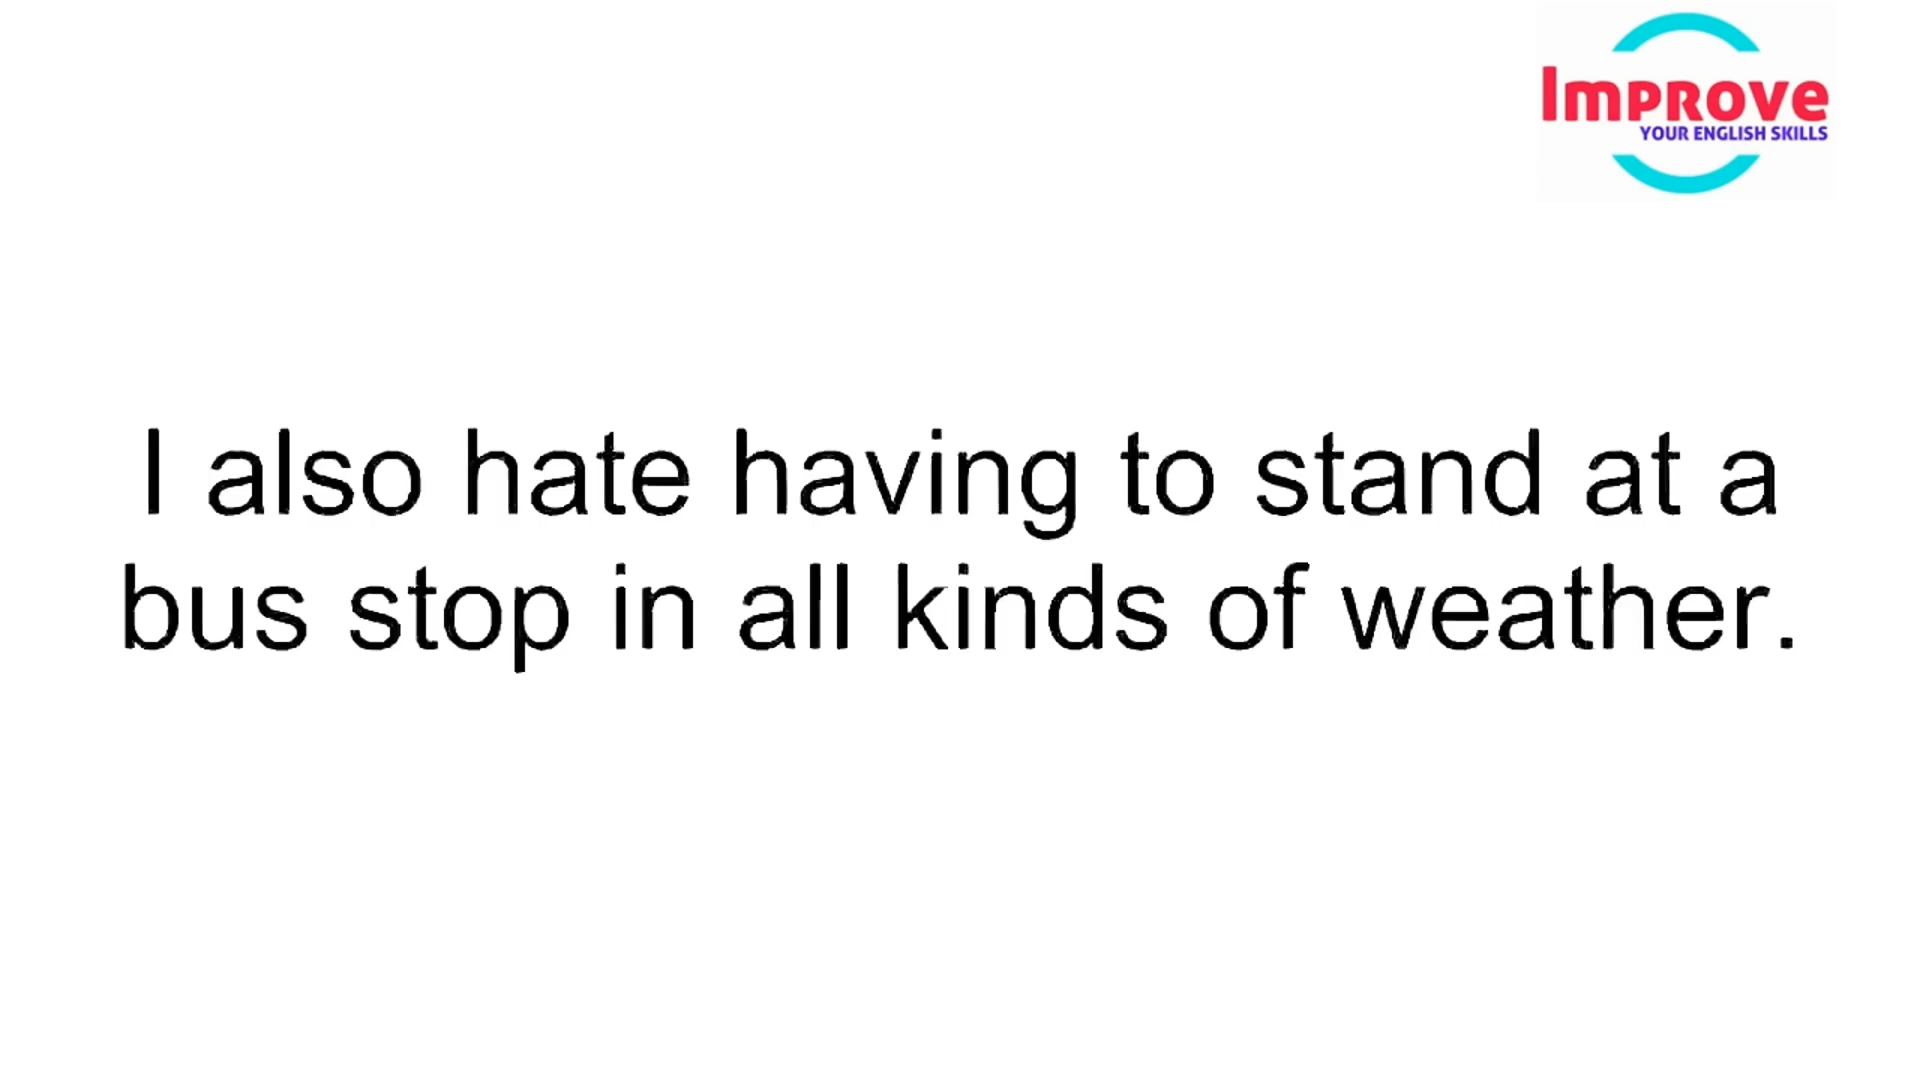 Improve
YOUR ENGLISH SKILLS
I also hate having to stand at a
bus stop in all kinds of weather.